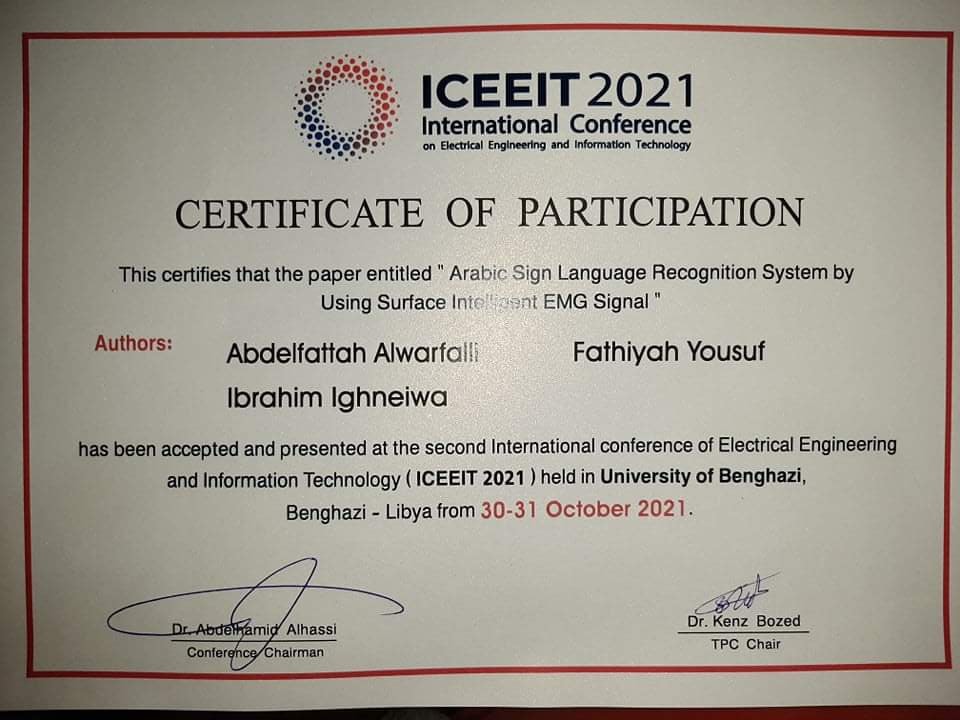 ICEEIT 2021
International Conference
on Electrical Engineering and Information Technology
CERTIFICATE OF PARTICIPATION
This certifies that the paper entitled " Arabic Sign Language Recognition System by
Using Surface Intelligent EMG Signal "
Authors: Abdelfattah Alwarfalli Fathiyah Yousuf
Ibrahim Ighneiwa
has been accepted and presented at the second International conference of Electrical Engineering
and Information Technology ( ICEEIT 2021 ) held in University of Benghazi,
Benghazi - Libya from 30-31 October 2021.
Dr. Abdelhamid Alhassi
Conference Chairman
Dr. Kenz Bozed
TPC Chair